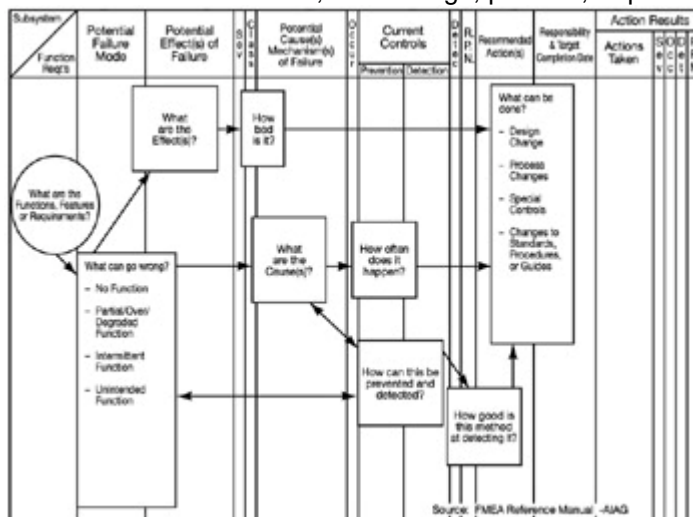 Subsystem
Function
Req'ts
Potential
Failure
Mode
Potential
Effect(s) of
Failure
Sev
Class
Potential
Cause(s)
Mechanism(s)
of Failure
Occur
Current
Controls
Prevention Detection
Detec
R.
P.
N.
Recommended
Action(s)
Responsibility
& Target
Completion Date
Action Results
Actions
Taken
Sev
Occ
Det
What are the
Functions, Features
or Requirements?
What
are the
Effect(s)?
How
bad
is it?
What can be
done?
- Design
Change
- Process
Changes
- Special
Controls
- Changes to
Standards,
Procedures,
or Guides
What can go wrong?
- No Function
- Partial/Over/
Degraded
Function
- Intermittent
Function
- Unintended
Function
What
are the
Cause(s)?
How often
does it
happen?
How can this be
prevented and
detected?
How good is
this method
at detecting it?
Source: FMEA Reference Manual -AIAG